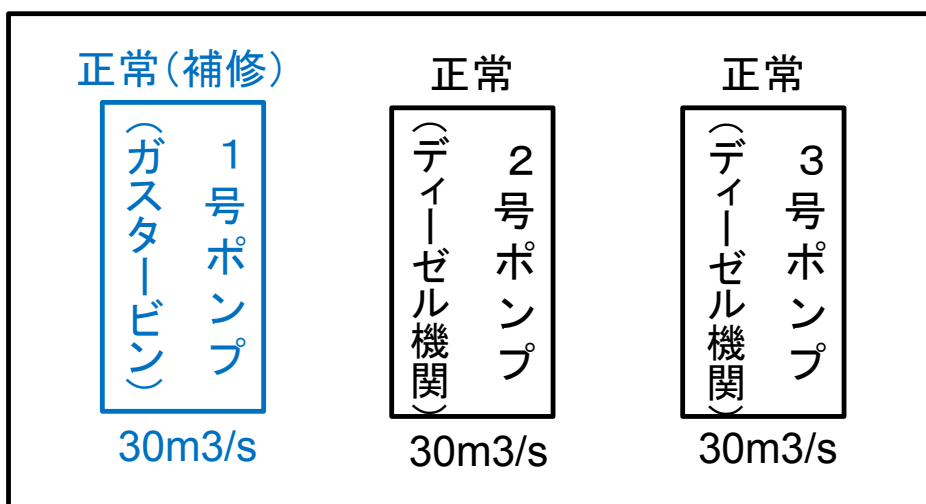 正常（補修）
１号ポンプ
（ガスタービン）
30m3/s
正常
２号ポンプ
（ディーゼル機関）
30m3/s
正常
３号ポンプ
（ディーゼル機関）
30m3/s